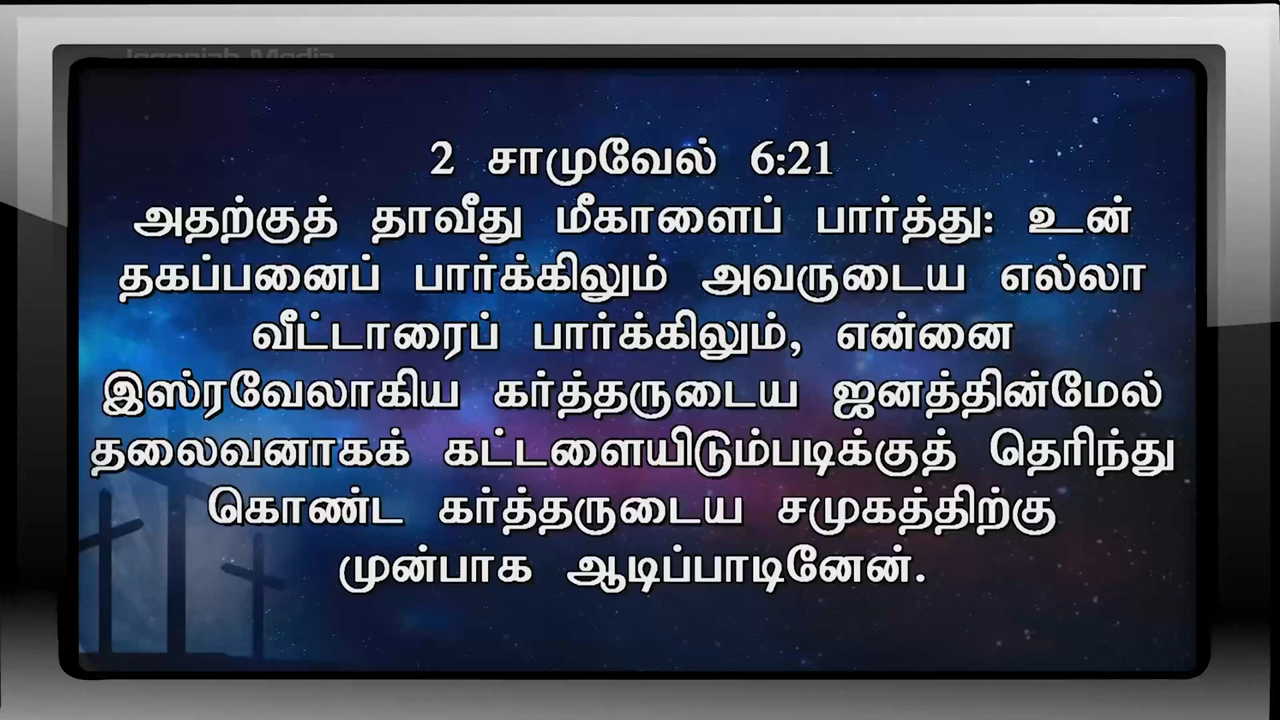 2 சாமுவேல் 6:21
அதற்குத் தாவீது மீகாளைப் பார்த்து: உன்
தகப்பனைப் பார்க்கிலும் அவருடைய எல்லா
வீட்டாரைப் பார்க்கிலும், என்னை
இஸ்ரவேலாகிய கர்த்தருடைய ஜனத்தின்மேல்
தலைவனாகக் கட்டளையிடும்படிக்குத் தெரிந்து
கொண்ட கர்த்தருடைய சமுகத்திற்கு
முன்பாக ஆடிப்பாடினேன்.